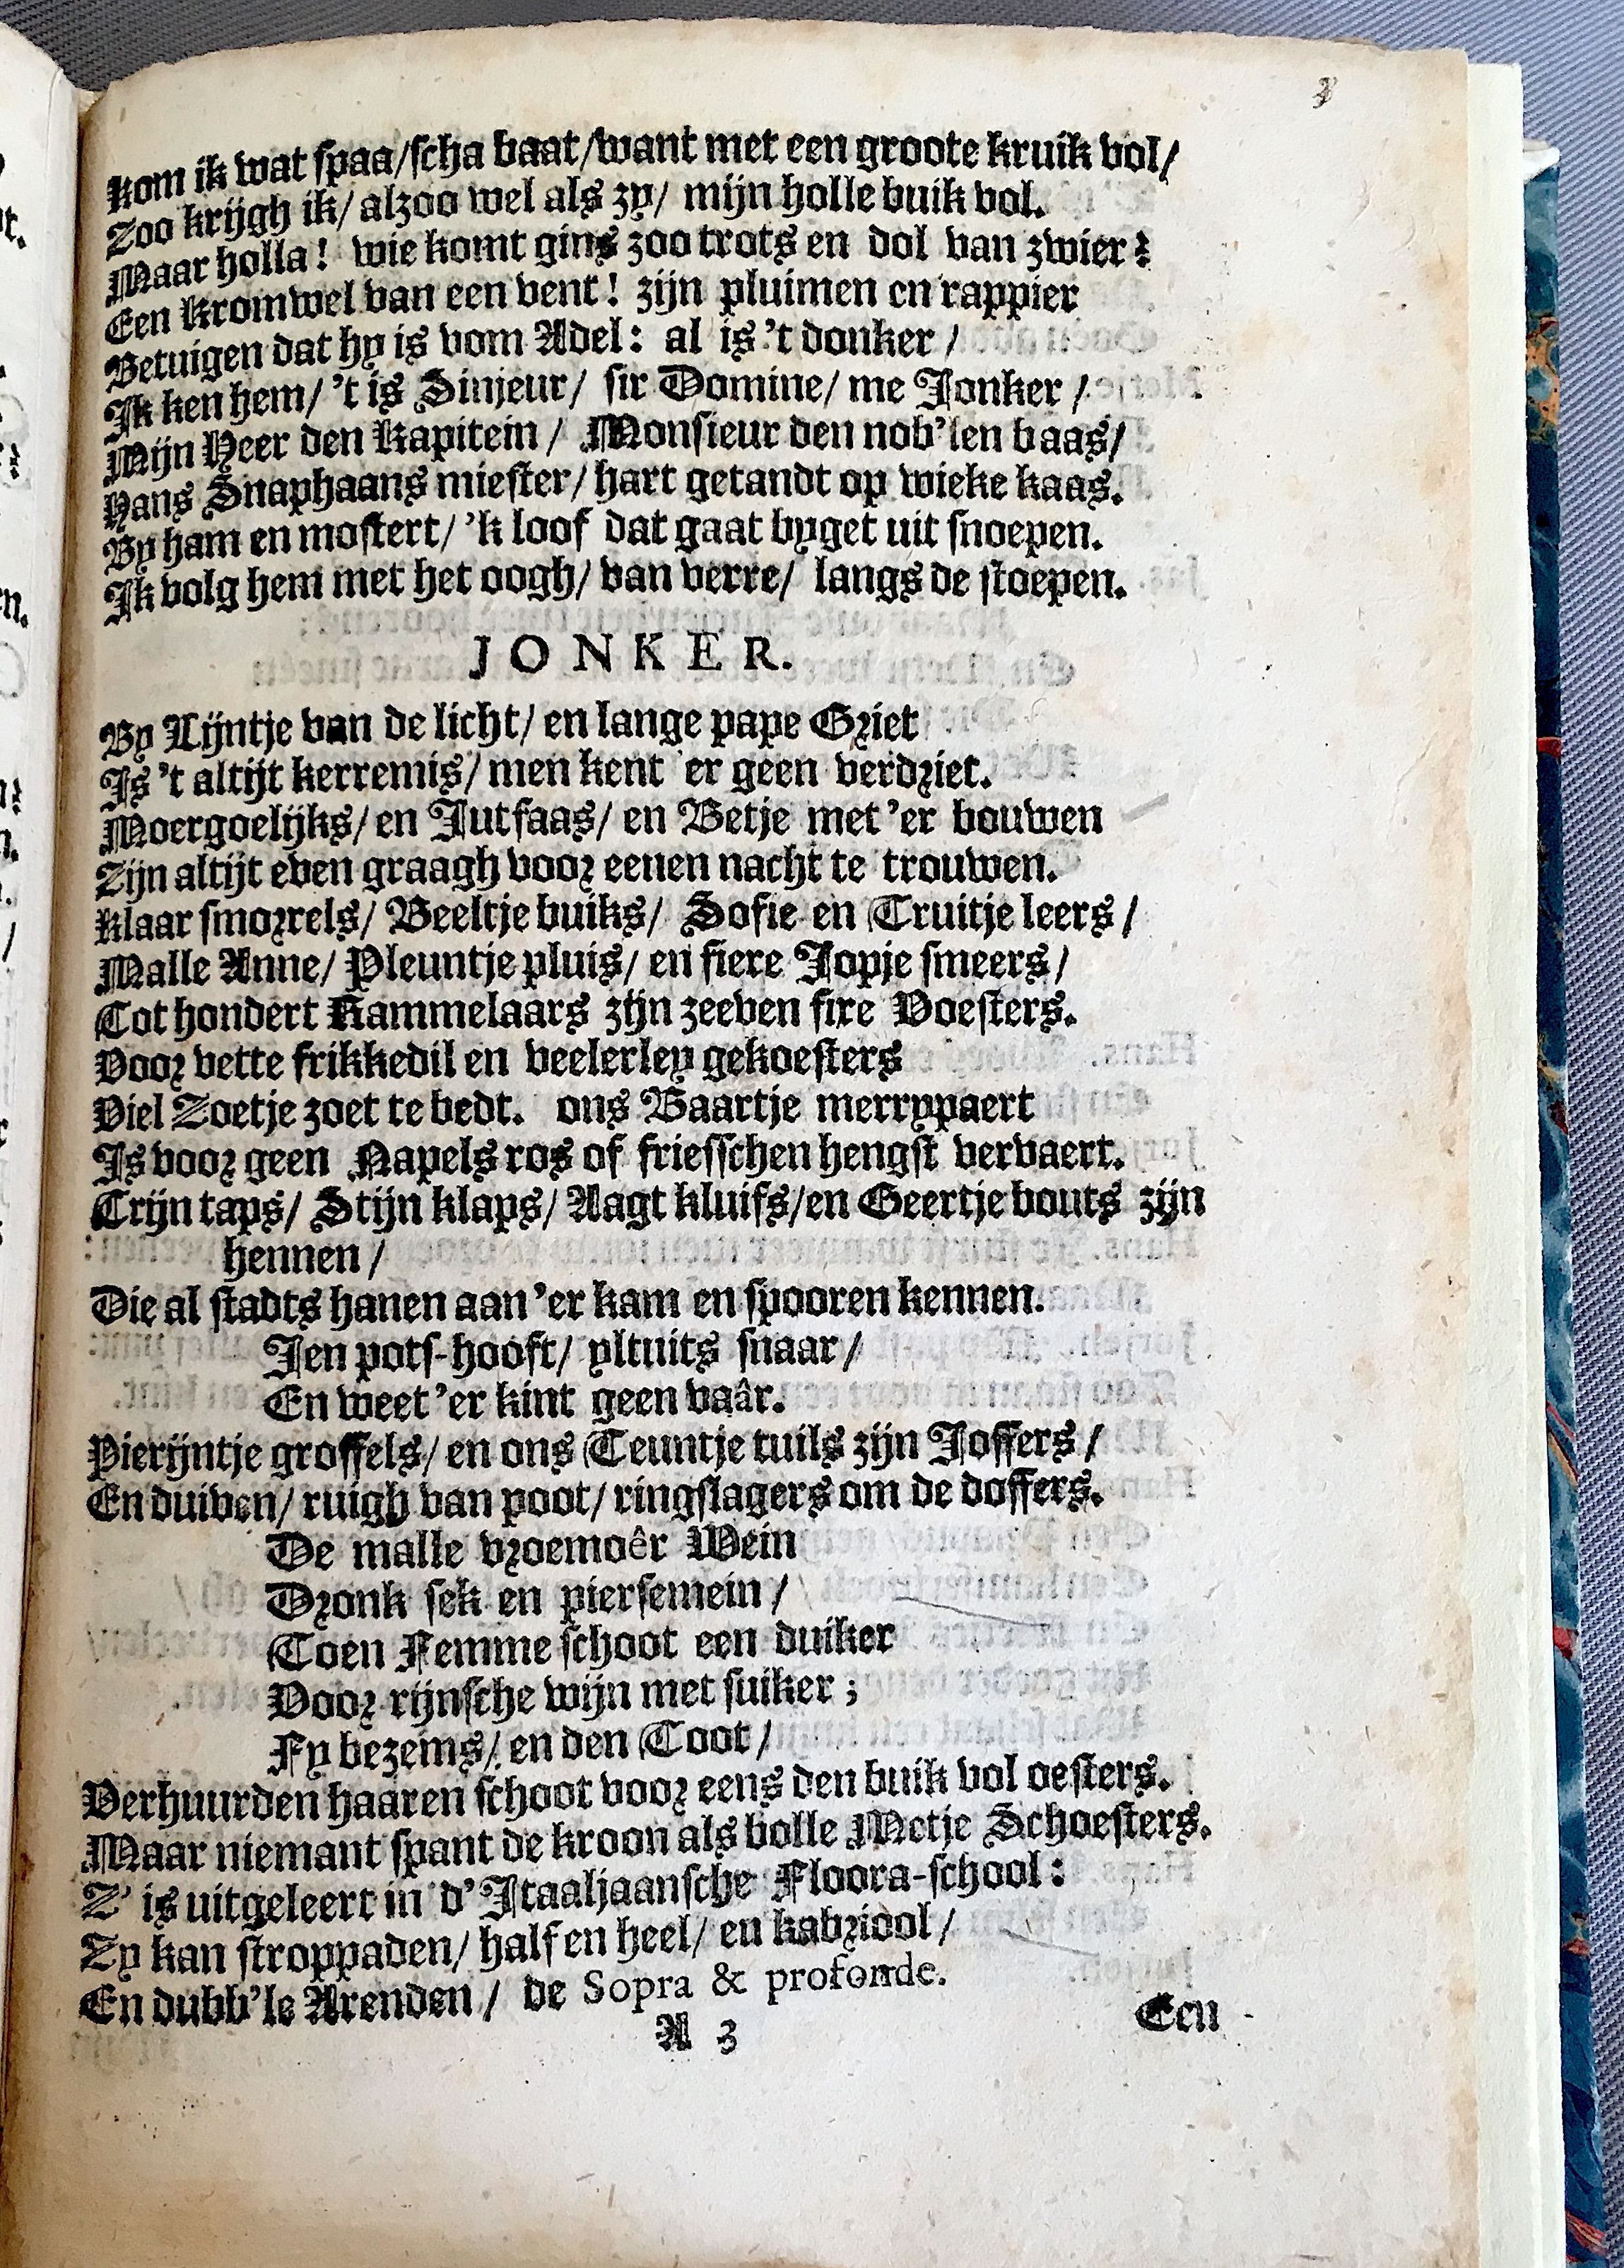 kom ik wat spaa/scha baat/want met een groote kruik vol/
Zoo krijgh ik/ alzoo wel als zy/ mijn holle buik vol.
Maar holla! wie komt gins zoo trots en dol van zwier?
Een Kromwel van een vent! zijn pluimen en rappier
Betuigen dat hy is vom Adel: al is 't donker /
Ik ken hem/ 't is Sinjeur/ sir Domine/ me Jonker /
Mijn Heer den Kapitein / Monsieur den nob'len baas/
Hans Snaphaans miester/ hart getandt op wieke kaas.
By ham en mostert/ 'k loof dat gaat byget uit snoepen.
Ik volg hem met het oogh/ van verre/ langs de stoepen.
JONKER.
By Lijntje van de licht/ en lange pape Griet
Is 't altijt kerremis/ men kent 'er geen verdriet.
Moergoelijks/ en Jutfaas/ en Betje met 'er bouwen
Zijn altijt even graagh voor eenen nacht te trouwen.
Klaar smorrels/ Beeltje buiks/ Sofie en Truitje leers /
Malle Anne/ Pleuntje pluis/ en fiere Jopje smeers/
Tot hondert Rammelaars zijn zeeven fixe Voesters.
Voor vette frikkedil en veelerley gekoesters
Viel Zoetje zoet te bedt. ons Baartje merrypaert
Is voor geen Napels ros of friesschen hengst vervaert.
Trijn taps/ Stijn klaps/ Aagt kluifs/en Geertje bouts zijn
hennen /
Die al stadts hanen aan 'er kam en spooren kennen.
Jen pots-hooft/ yltuits snaar /
En weet 'er kint geen vaâr.
Pierijntje groffels/ en ons Teuntje tuils zijn Joffers /
En duiven/ ruigh van poot/ ringslagers om de doffers.
De malle vroemoêr Wein
Dronk sek en piersemein /
Toen Femme schoot een duiker
Voor rijnsche wijn met suiker ;
Fy bezems/ en den Toot /
Verhuurden haaren schoot voor eens den buik vol oesters.
Maar niemant spant de kroon als bolle Metje Schoesters.
Z' is uitgeleert in d'Itaaljaansche Floora-school:
Zy kan stroppaden/ half en heel/ en kabriool /
En dubb'le Arenden / de Sopra & profonde.
A 3
Een